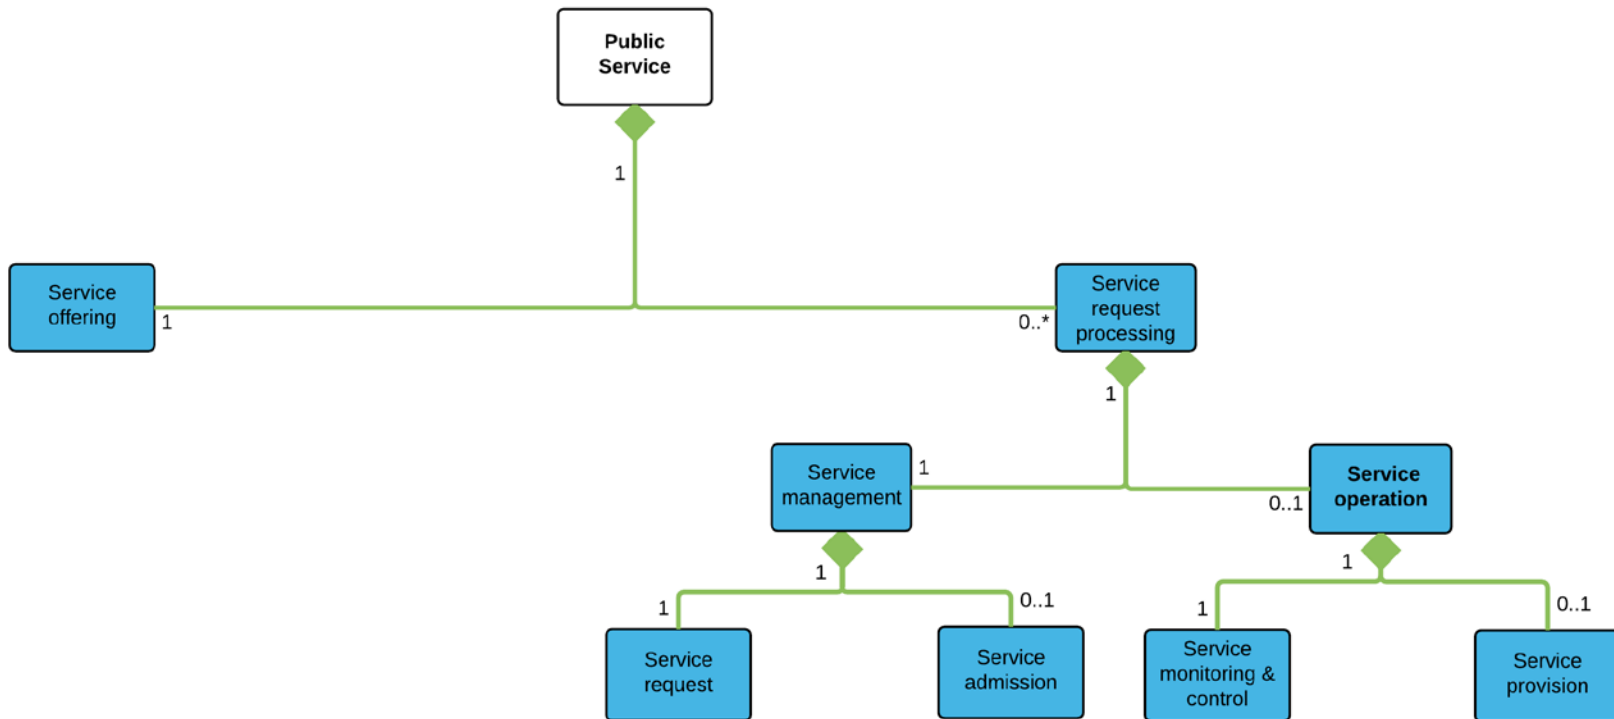 Public
Service
1
Service
offering
1
0..*
Service
request
processing
1
Service
management
1
0..1
Service
operation
1
1
1
0..1
1
0..1
Service
request
Service
admission
Service
monitoring &
control
Service
provision